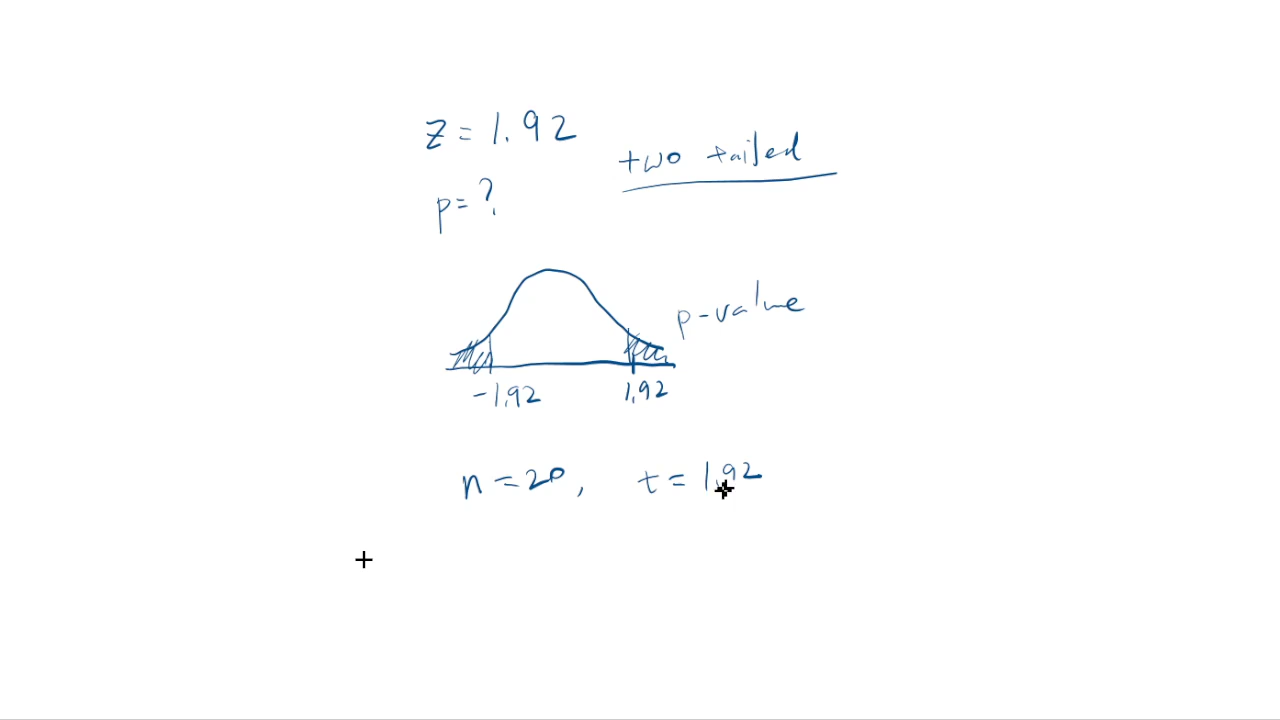 z = 1.92
two tailed
p = ?
p-value
-1.92 1.92
n = 20, t = 1.92